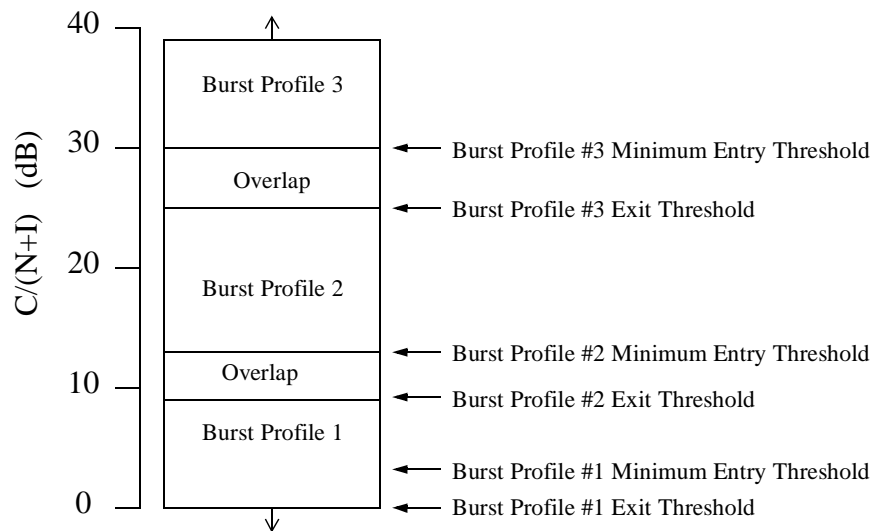 40
Burst Profile 3
30
Burst Profile #3 Minimum Entry Threshold
Overlap
Burst Profile #3 Exit Threshold
C/(N+I) (dB)
20
Burst Profile 2
Burst Profile #2 Minimum Entry Threshold
Overlap
10
Burst Profile #2 Exit Threshold
Burst Profile 1
Burst Profile #1 Minimum Entry Threshold
0
Burst Profile #1 Exit Threshold